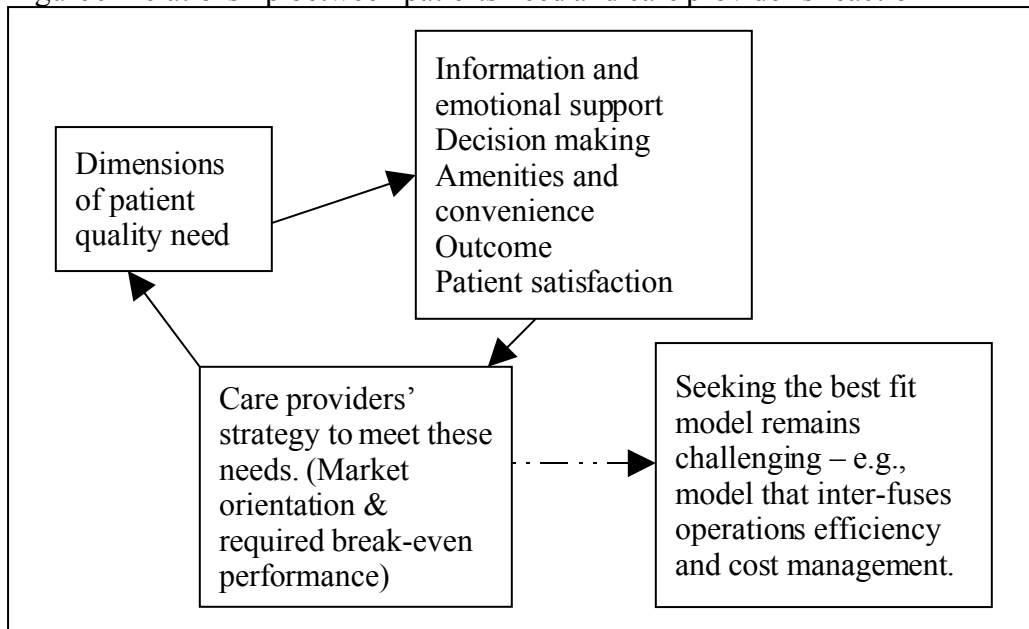 Dimensions
of patient
quality need
Information and
emotional support
Decision making
Amenities and
convenience
Outcome
Patient satisfaction
Care providers’
strategy to meet these
needs. (Market
orientation &
required break-even
performance)
Seeking the best fit
model remains
challenging – e.g.,
model that inter-fuses
operations efficiency
and cost management.